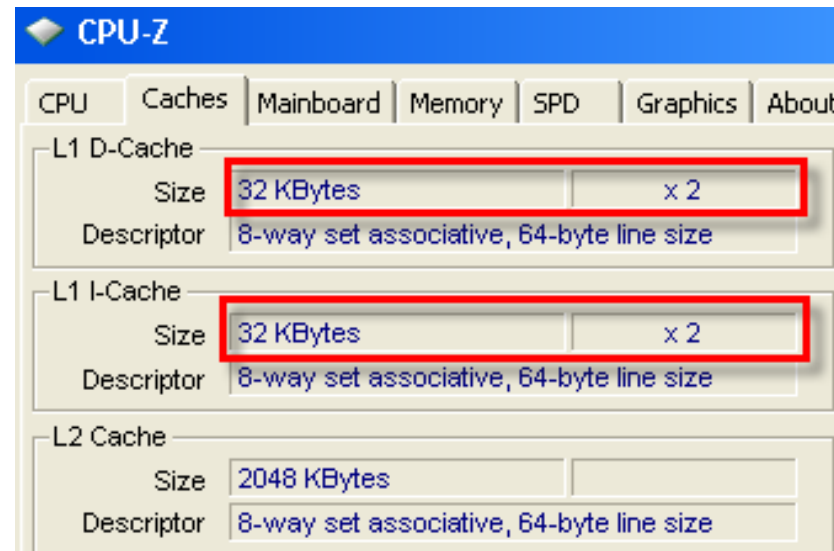 CPU-Z
CPU Caches Mainboard Memory SPD Graphics About
L1 D-Cache
Size 32 KBytes x 2
Descriptor 8-way set associative, 64-byte line size
L1 I-Cache
Size 32 KBytes x 2
Descriptor 8-way set associative, 64-byte line size
L2 Cache
Size 2048 KBytes
Descriptor 8-way set associative, 64-byte line size